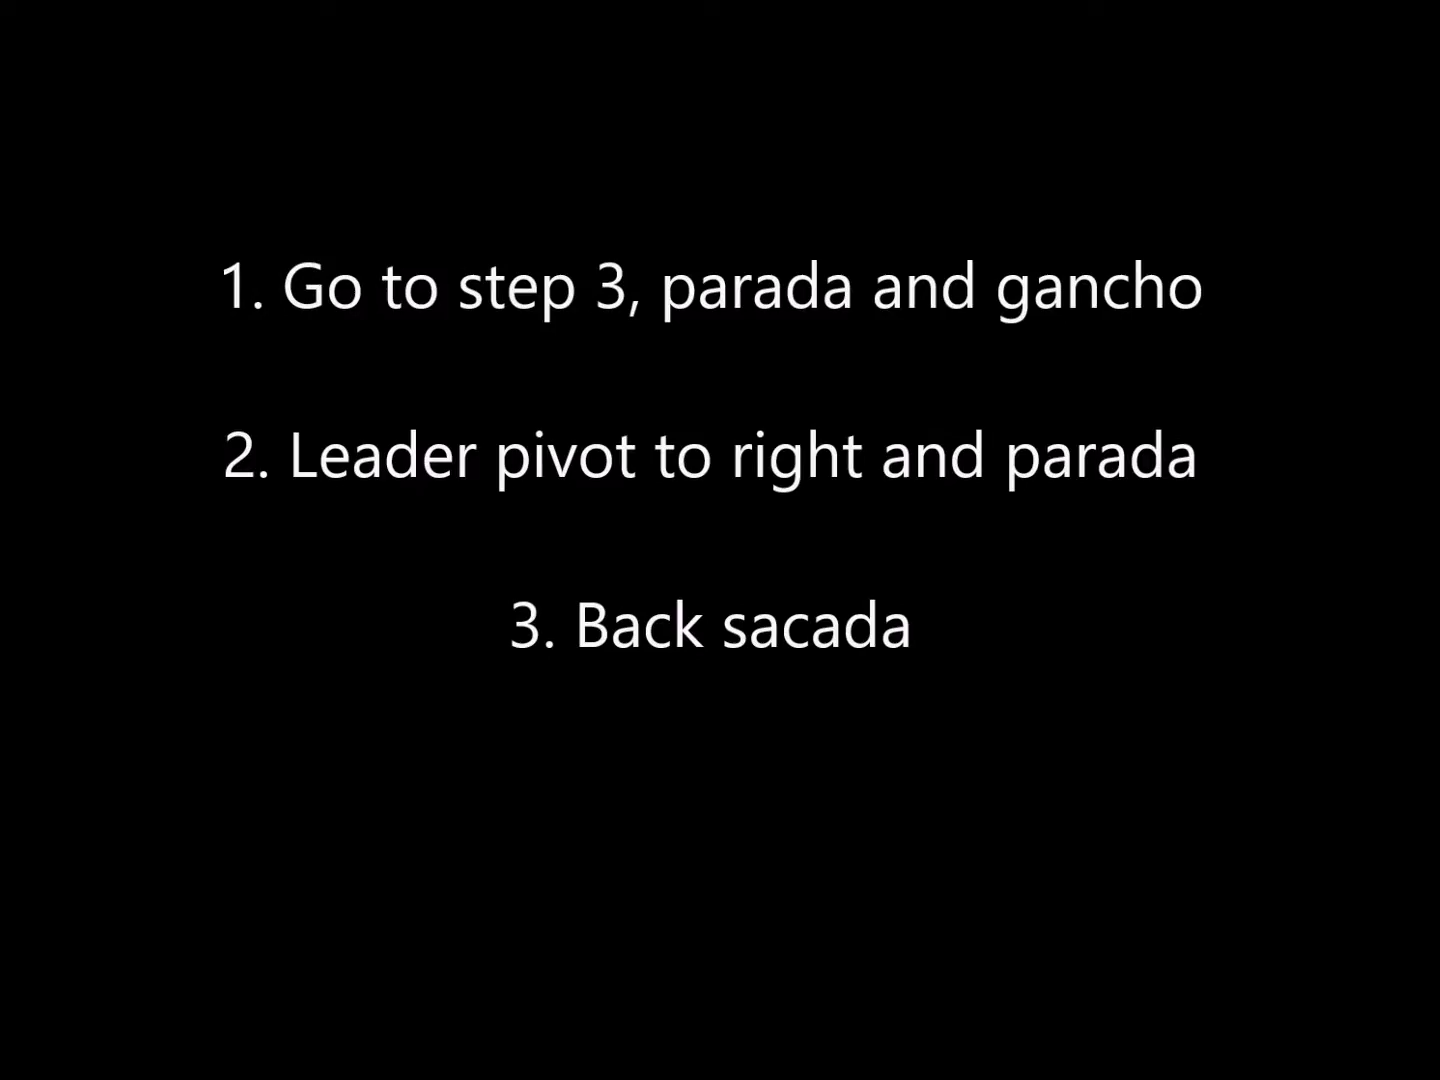 1. Go to step 3, parada and gancho
2. Leader pivot to right and parada
3. Back sacada